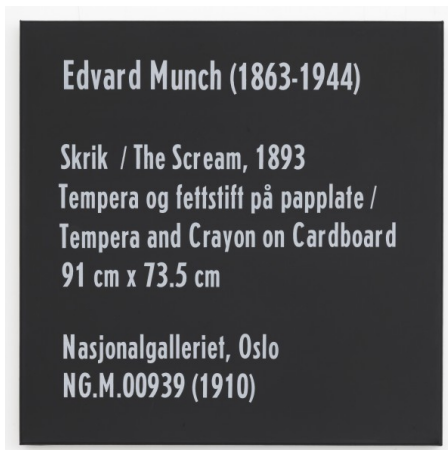 Edvard Munch (1863-1944)
Skrik / The Scream, 1893
Tempera og fettstift på papplate /
Tempera and Crayon on Cardboard
91 cm x 73.5 cm
Nasjonalgalleriet, Oslo
NG.M.00939 (1910)